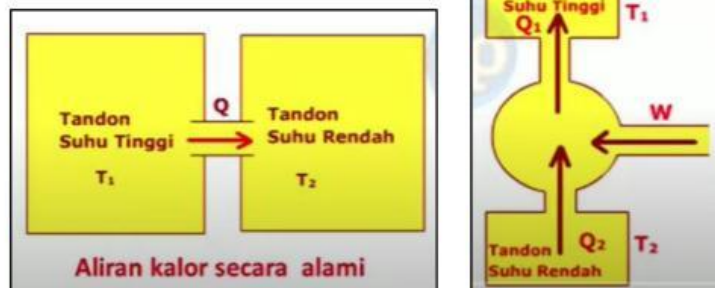 Tandon
Suhu Tinggi
T₁
Q
Tandon
Suhu Rendah
T₂
Aliran kalor secara alami
Suhu Tinggi
Q₁
T₁
W
Tandon
Suhu Rendah
Q₂
T₂